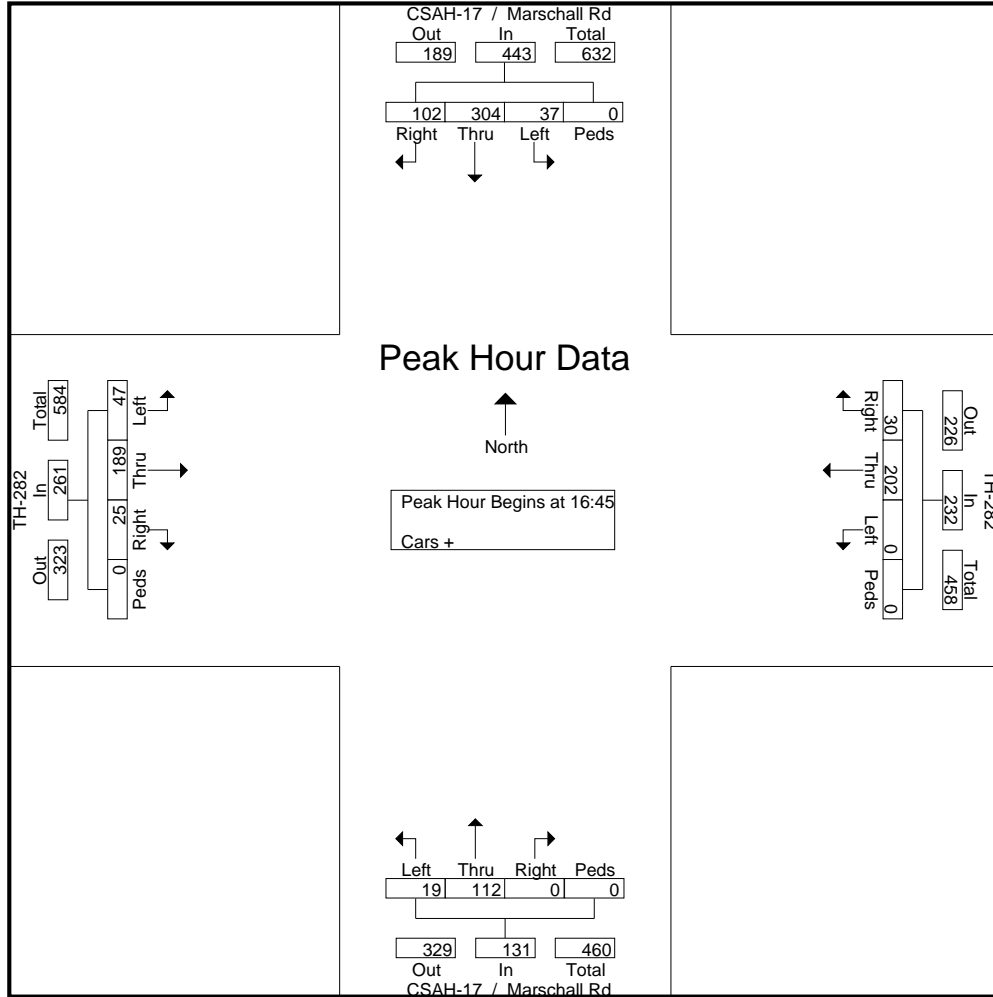 CSAH-17 / Marschall Rd
Out In Total
189 443 632
102 304 37 0
Right Thru Left Peds
Peak Hour Data
North
Peak Hour Begins at 16:45
Cars +
TH-282
Total In Out
584 261 323
47 189 25 0
Left Thru Right Peds
TH-282
Out In Total
226 232 458
30 202 0 0
Right Thru Left Peds
Left Thru Right Peds
19 112 0 0
329 131 460
Out In Total
CSAH-17 / Marschall Rd